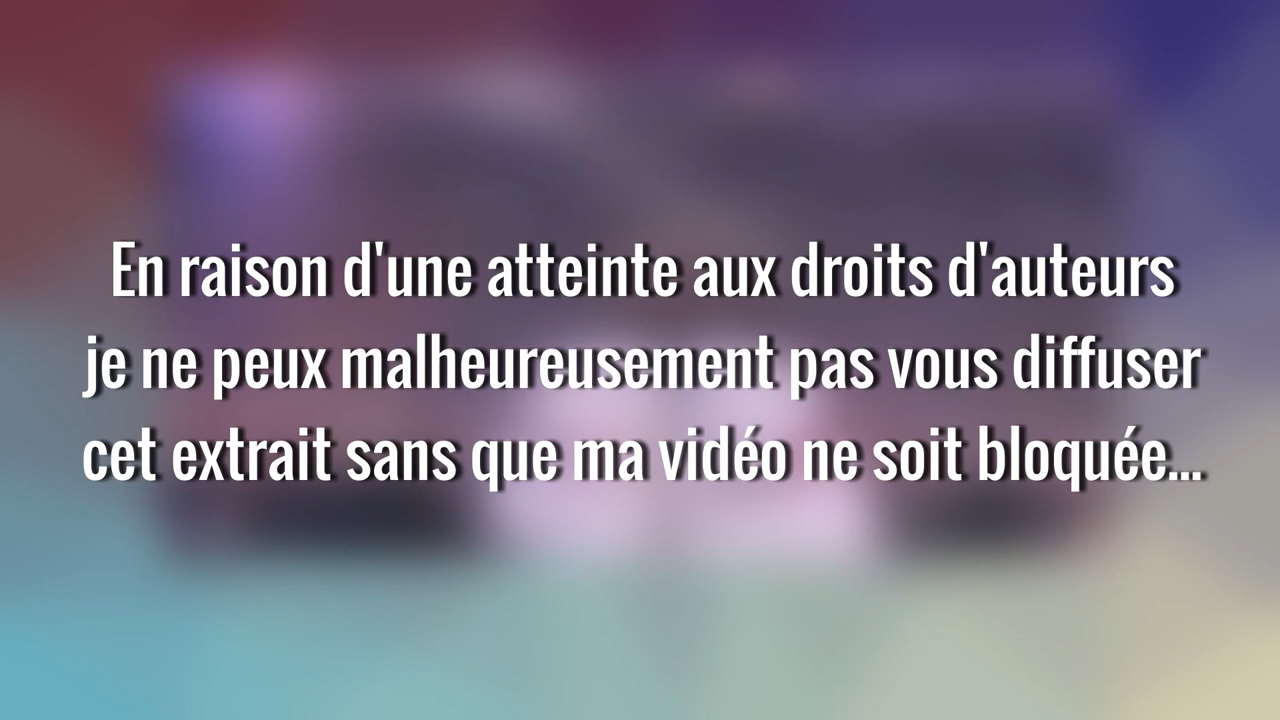 En raison d'une atteinte aux droits d'auteurs
je ne peux malheureusement pas vous diffuser
cet extrait sans que ma vidéo ne soit bloquée...